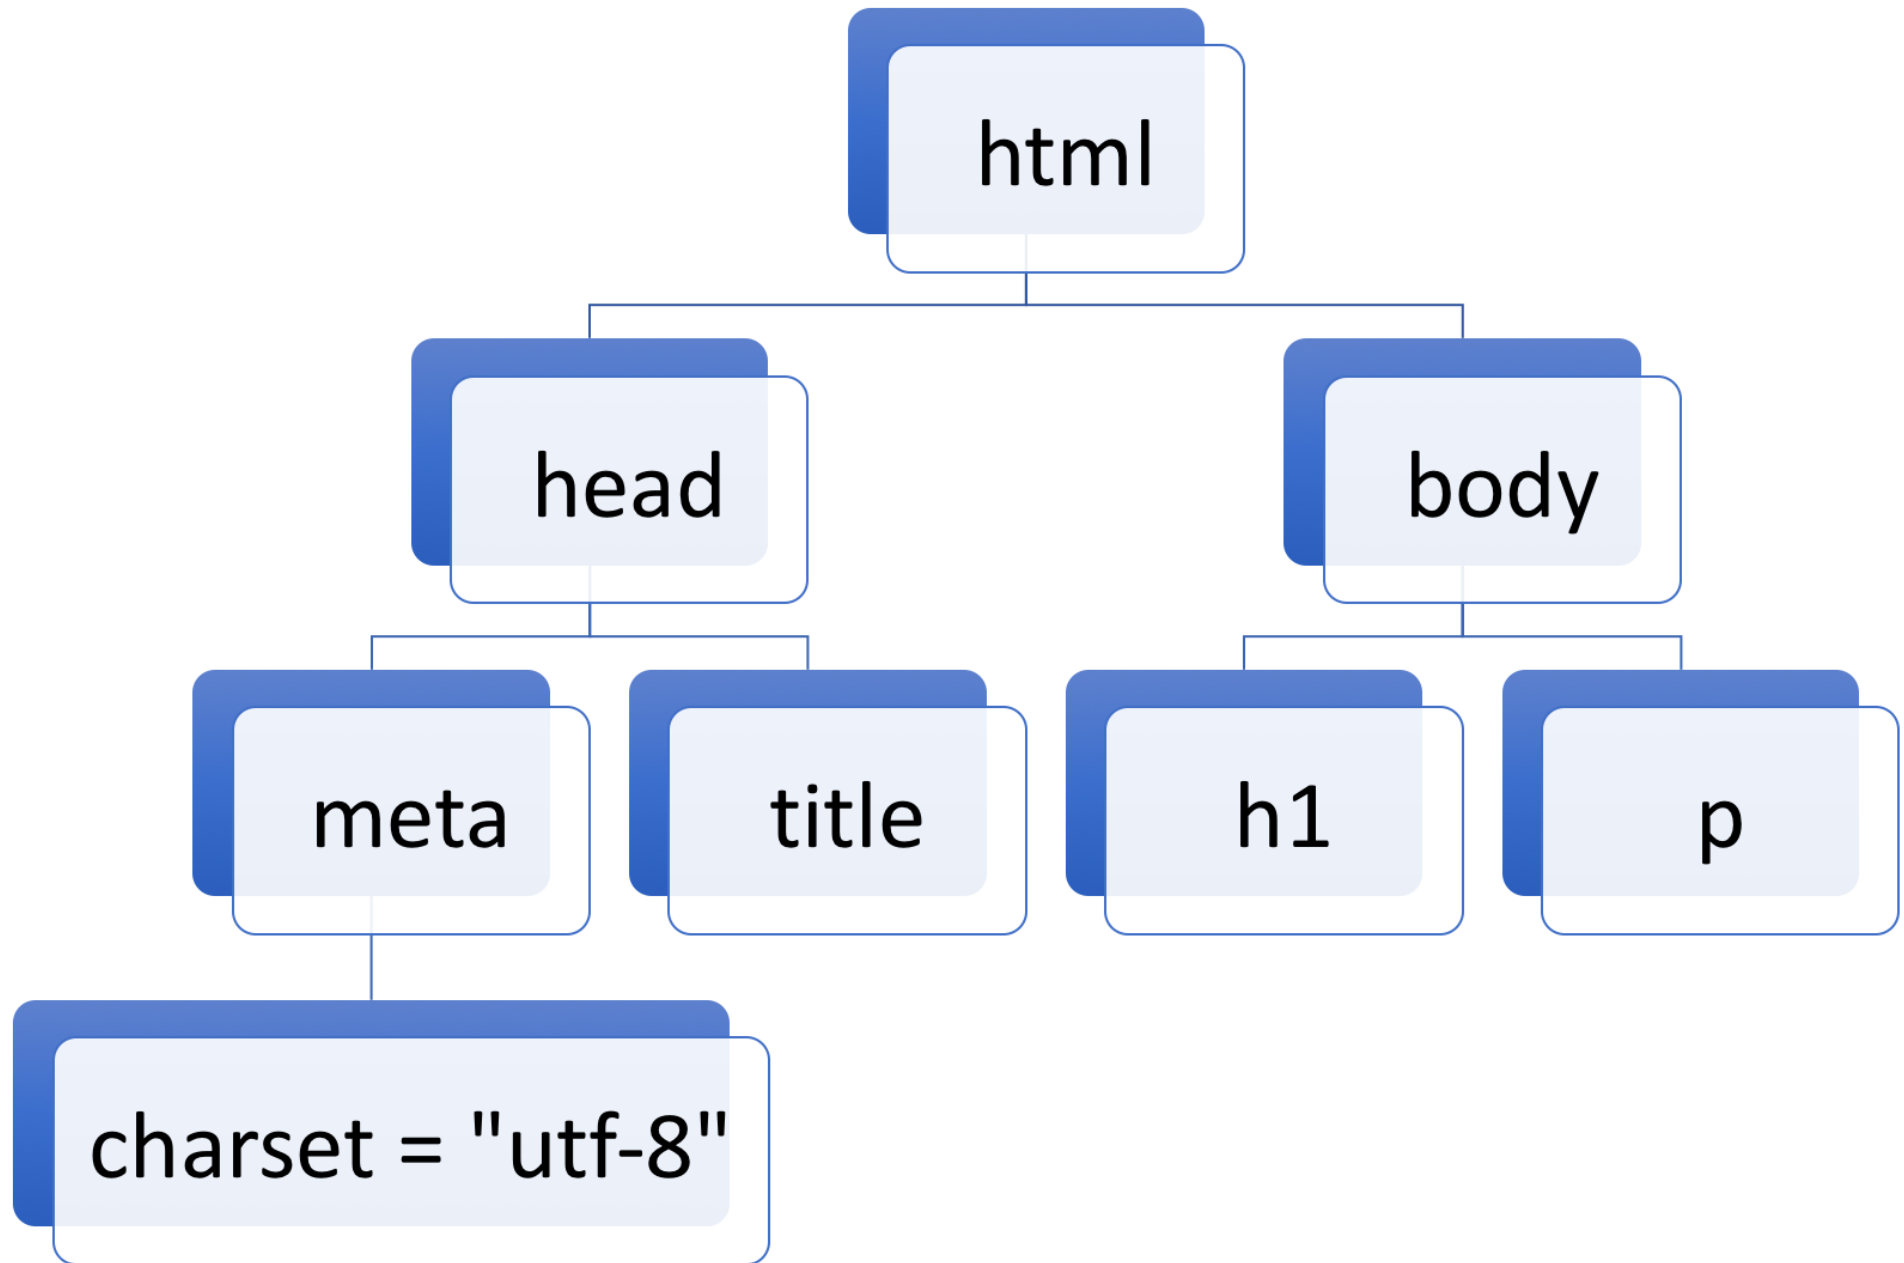 html
head
body
meta
title
h1
p
charset = "utf-8"